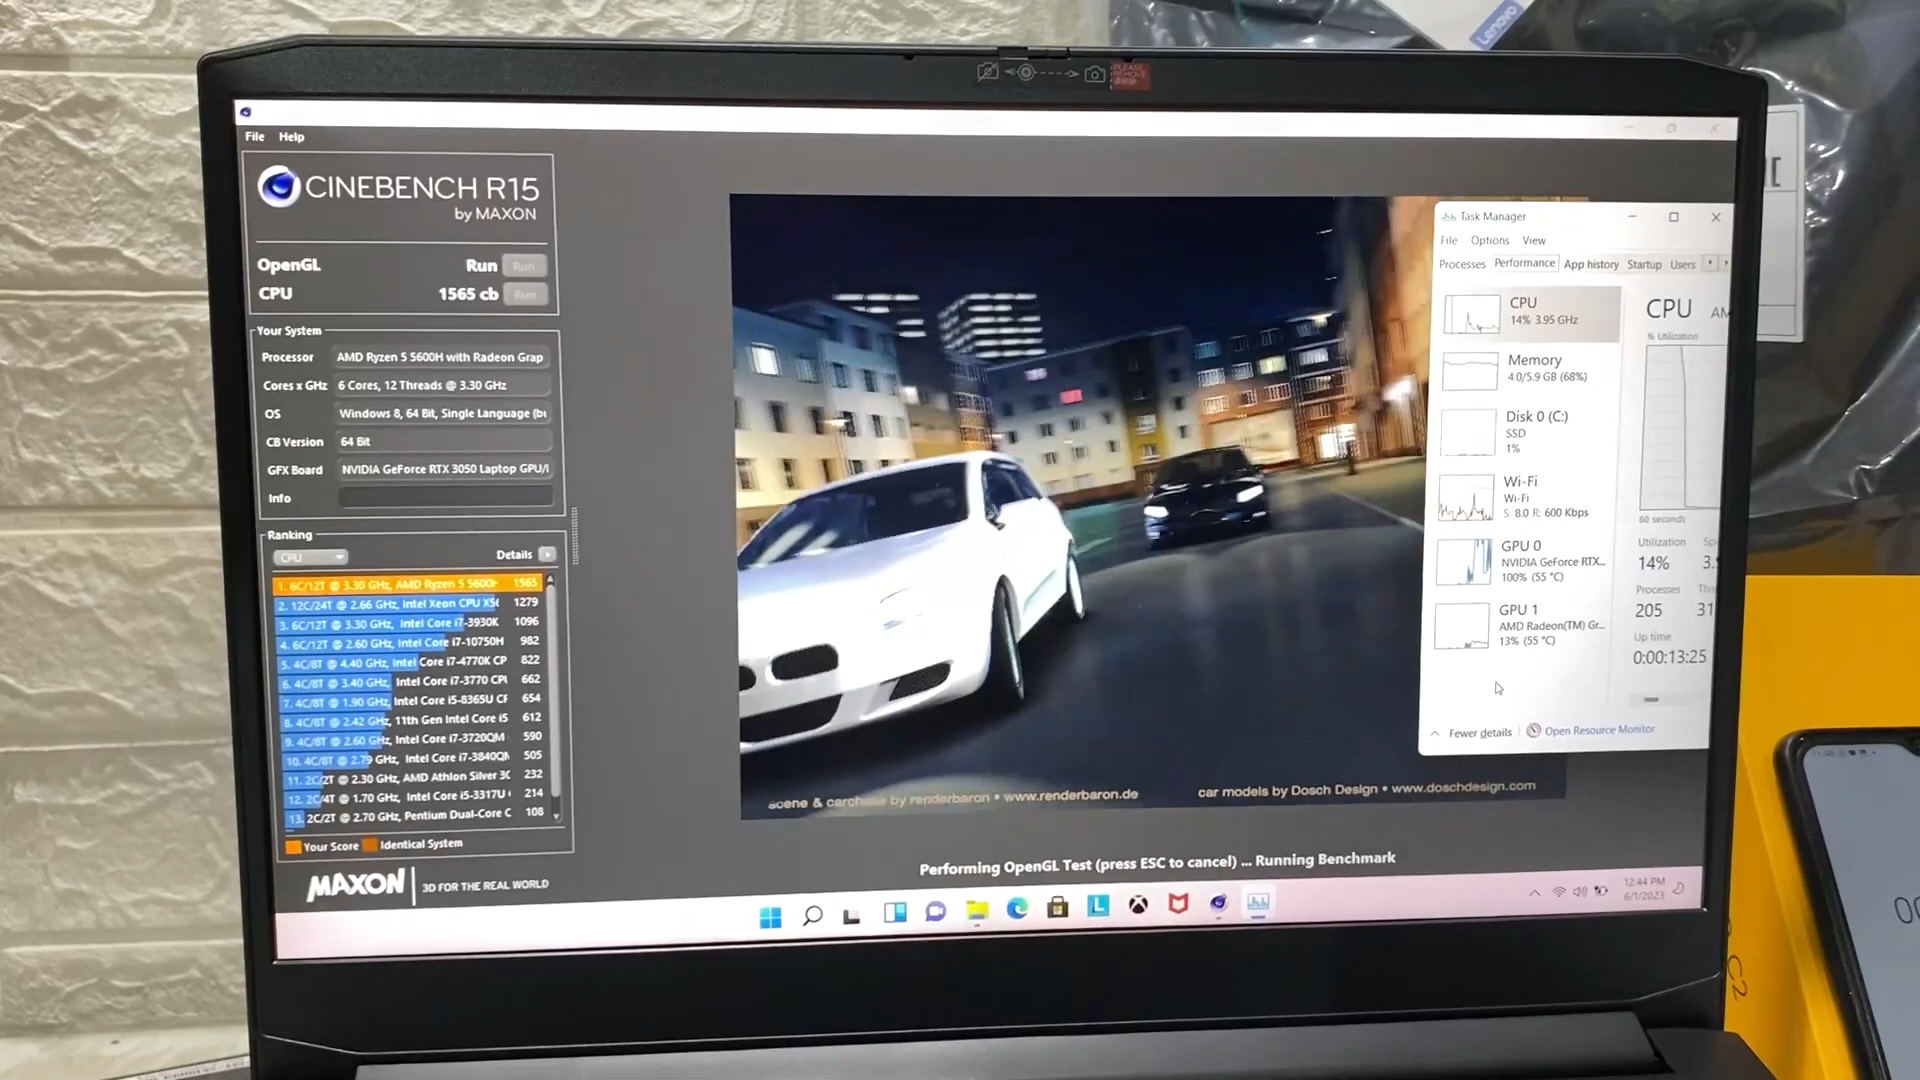 Lenovo
PLEASE
REMOVE
File Help
CINEBENCH R15
by MAXON
OpenGL Run Run
CPU 1565 cb Run
Your System
Processor AMD Ryzen 5 5600H with Radeon Grap
Cores x GHz 6 Cores, 12 Threads @ 3.30 GHz
OS Windows 8, 64 Bit, Single Language (bu
CB Version 64 Bit
GFX Board NVIDIA GeForce RTX 3050 Laptop GPU/
Info
Ranking
CPU Details
1. 6C/12T @ 3.30 GHz, AMD Ryzen 5 5600H 1565
2. 12C/24T @ 2.66 GHz, Intel Xeon CPU X56 1279
3. 6C/12T @ 3.30 GHz, Intel Core i7-3930K 1096
4. 6C/12T @ 2.60 GHz, Intel Core i7-10750H 982
5. 4C/8T @ 4.40 GHz, Intel Core i7-4770K CP 822
6. 4C/8T @ 3.40 GHz, Intel Core i7-3770 CPU 662
7. 4C/8T @ 1.90 GHz, Intel Core i5-8365U CP 654
8. 4C/8T @ 2.42 GHz, 11th Gen Intel Core i5 612
9. 4C/8T @ 2.60 GHz, Intel Core i7-3720QM 590
10. 4C/8T @ 2.79 GHz, Intel Core i7-3840QM 505
11. 2C/2T @ 2.30 GHz, AMD Athlon Silver 30 232
12. 2C/4T @ 1.70 GHz, Intel Core i5-3317U 214
13. 2C/2T @ 2.70 GHz, Pentium Dual-Core C 108
Your Score Identical System
MAXON 3D FOR THE REAL WORLD
by renderbaron • www.renderbaron.de
car models by Dosch Design • www.doschdesign.com
Performing OpenGL Test (press ESC to cancel) ... Running Benchmark
Task Manager
File Options View
Processes Performance App history Startup Users
CPU
14% 3.95 GHz
Memory
4.0/5.9 GB (68%)
Disk 0 (C:)
SSD
1%
Wi-Fi
Wi-Fi
S: 8.0 R: 600 Kbps
GPU 0
NVIDIA GeForce RTX...
100% (55 °C)
GPU 1
AMD Radeon(TM) Gr...
13% (55 °C)
CPU AM
% Utilization
60 seconds
Utilization Sp
14% 3.
Processes Thr
205 31
Up time
0:00:13:25
Fewer details Open Resource Monitor
12:44 PM
6/1/2023
C2